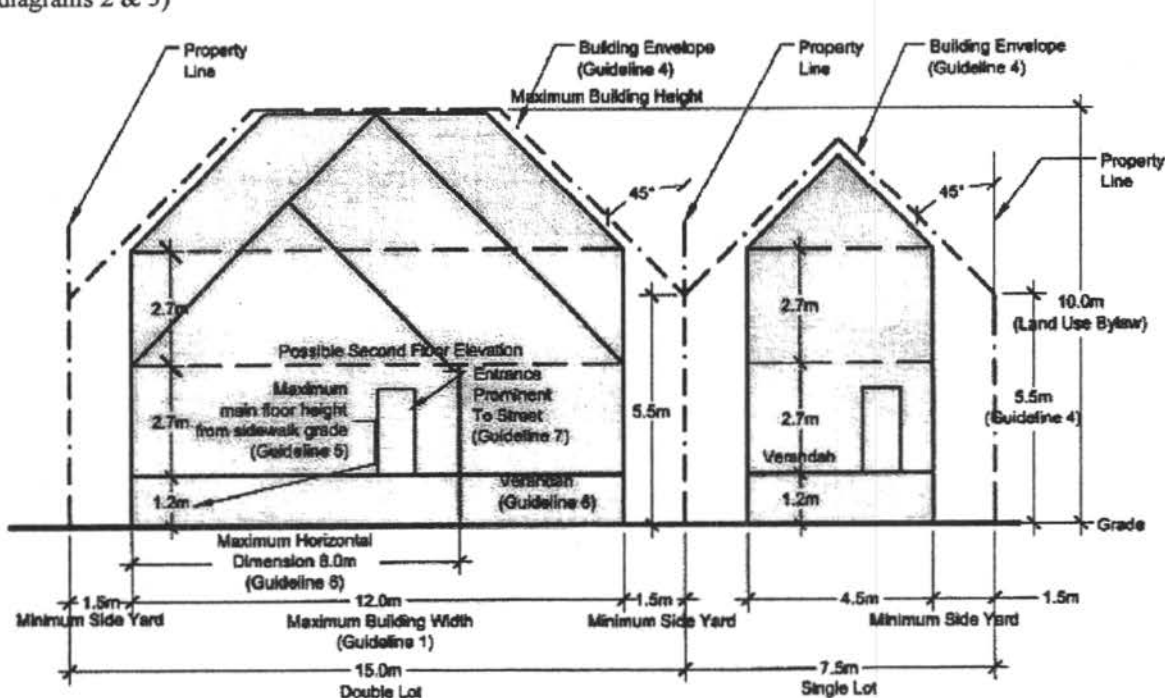 diagrams 2 & 3)
Property
Line
Building Envelope
(Guideline 4)
Maximum Building Height
Property
Line
Building Envelope
(Guideline 4)
Property
Line
45°
45°
2.7m
2.7m
10.0m
(Land Use Bylaw)
Possible Second Floor Elevation
Maximum
main floor height
from sidewalk grade
(Guideline 5)
Entrance
Prominent
To Street
(Guideline 7)
2.7m
5.5m
2.7m
5.5m
(Guideline 4)
Verandah
(Guideline 6)
Verandah
1.2m
1.2m
Grade
Maximum Horizontal
Dimension 8.0m
(Guideline 8)
1.5m
12.0m
1.5m
4.5m
1.5m
Minimum Side Yard
Maximum Building Width
(Guideline 1)
Minimum Side Yard
Minimum Side Yard
15.0m
Double Lot
7.5m
Single Lot